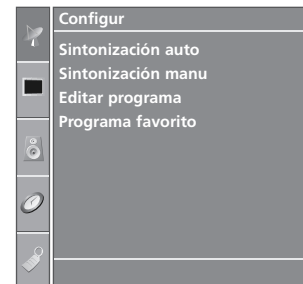 Configur
Sintonización auto
Sintonización manu
Editar programa
Programa favorito